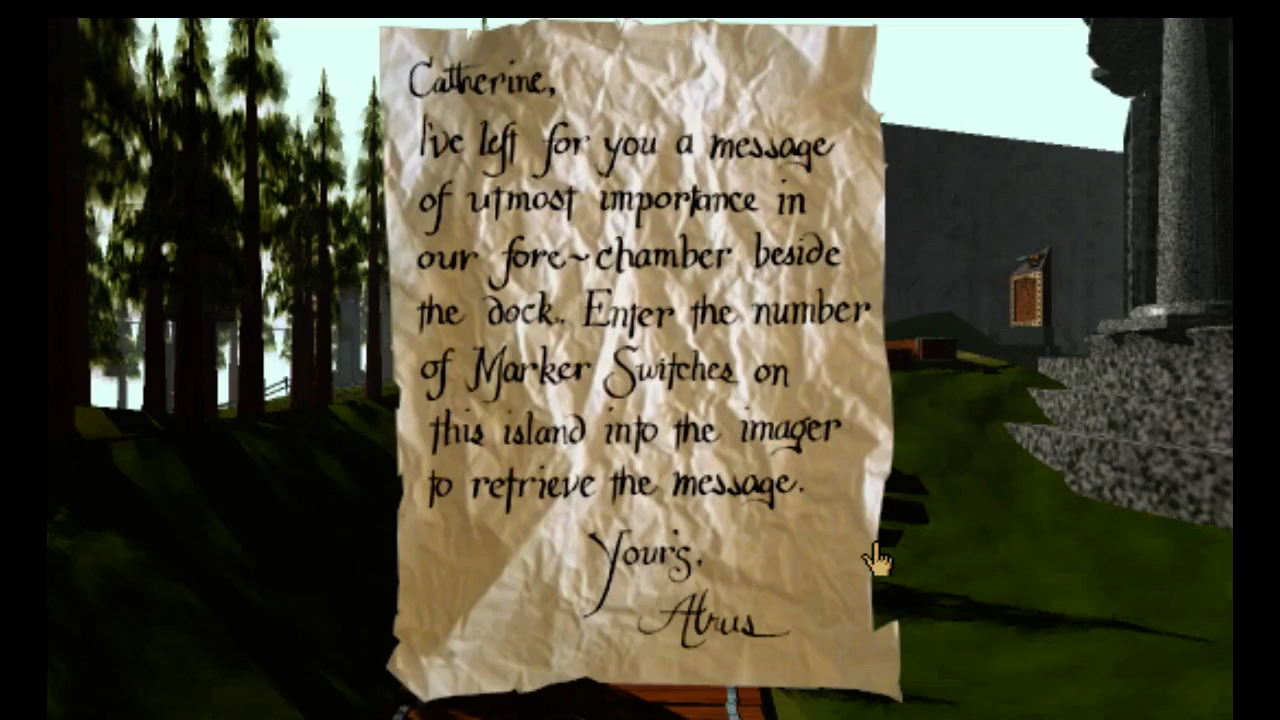 Catherine,
I've left for you a message
of utmost importance in
our fore~chamber beside
the dock. Enter the number
of Marker Switches on
this island into the imager
to retrieve the message.
Yours,
Atrus